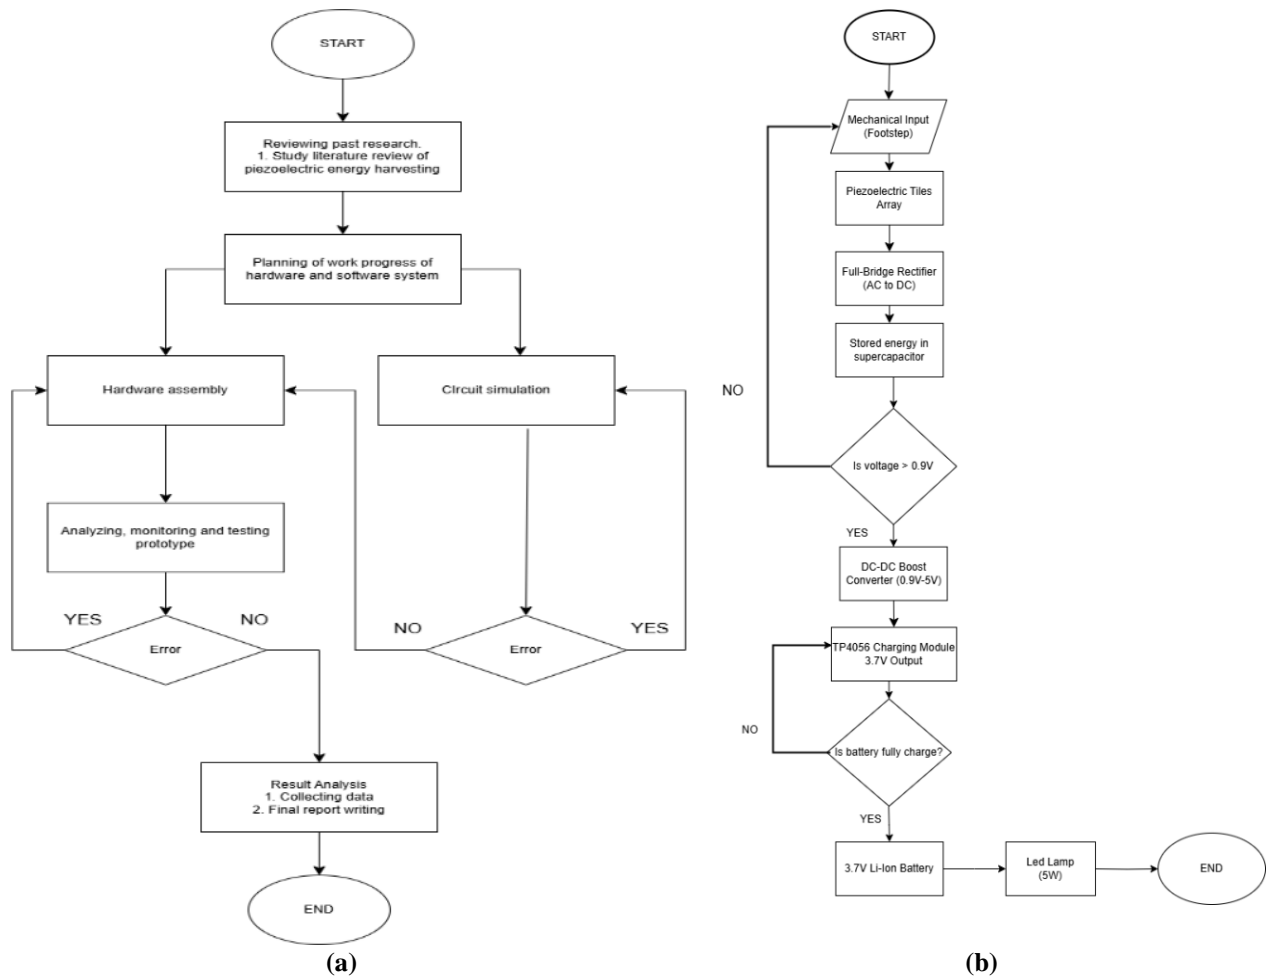 START
Reviewing past research.
1. Study literature review of
piezoelectric energy harvesting
Planning of work progress of
hardware and software system
Hardware assembly
CIrcuit simulation
Analyzing, monitoring and testing
prototype
YES
Error
NO
NO
Error
YES
Result Analysis
1. Collecting data
2. Final report writing
END
(a)
START
Mechanical Input
(Footstep)
Piezoelectric Tiles
Array
Full-Bridge Rectifier
(AC to DC)
Stored energy in
supercapacitor
NO
Is voltage > 0.9V
YES
DC-DC Boost
Converter (0.9V-5V)
TP4056 Charging Module
3.7V Output
NO
Is battery fully charge?
YES
3.7V Li-Ion Battery
Led Lamp
(5W)
END
(b)